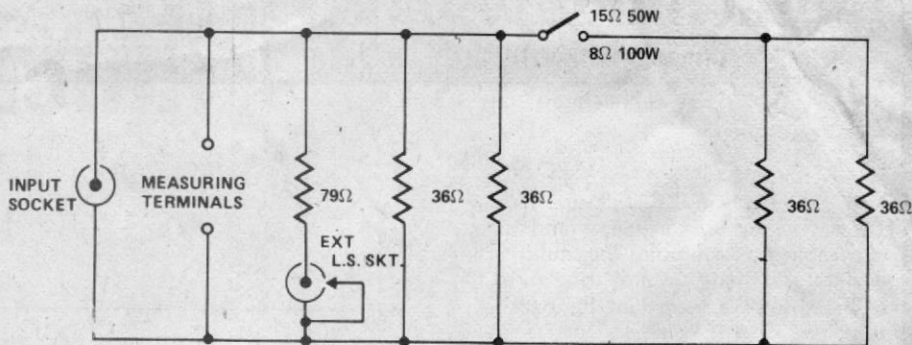 15Ω 50W
8Ω 100W
INPUT
SOCKET
MEASURING
TERMINALS
79Ω
36Ω
36Ω
36Ω
36Ω
EXT
L.S. SKT.